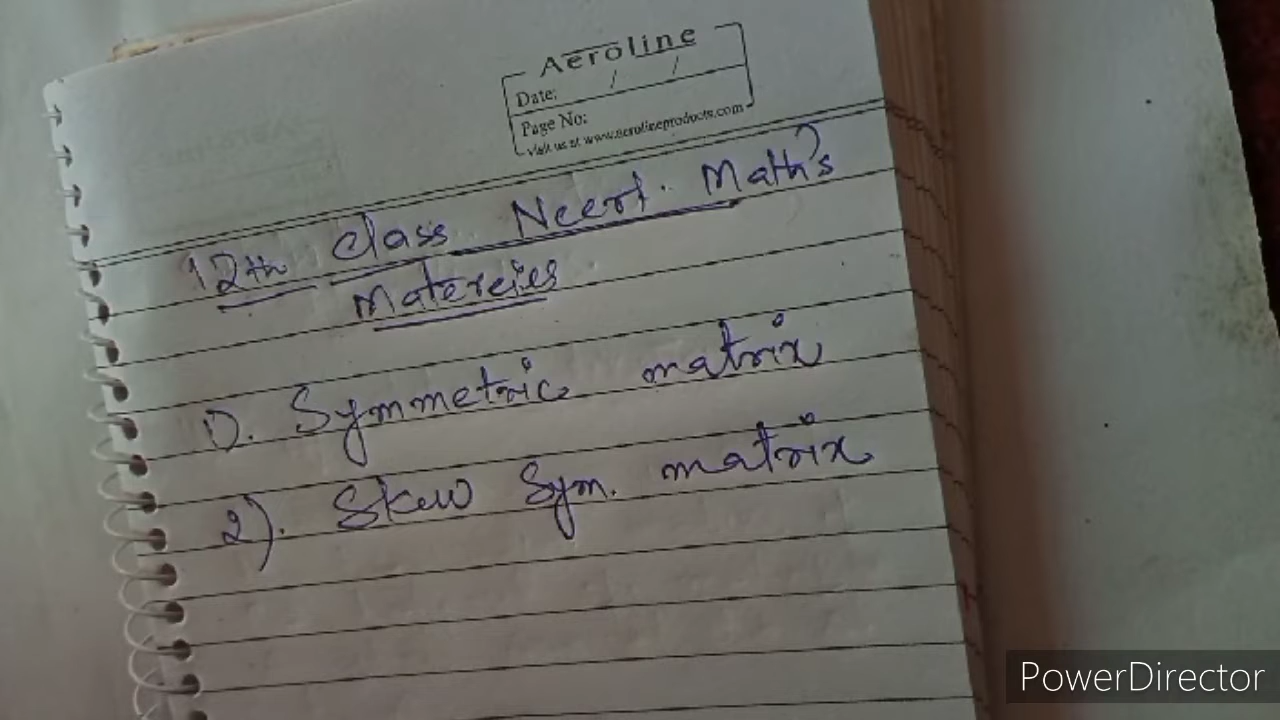 Aeroline
Date: / /
Page No:
visit us at www.aerolineproducts.com
12th class Ncert. Math's
Matercies
1). Symmetric matrix
2). Skew Sym. matrix
PowerDirector